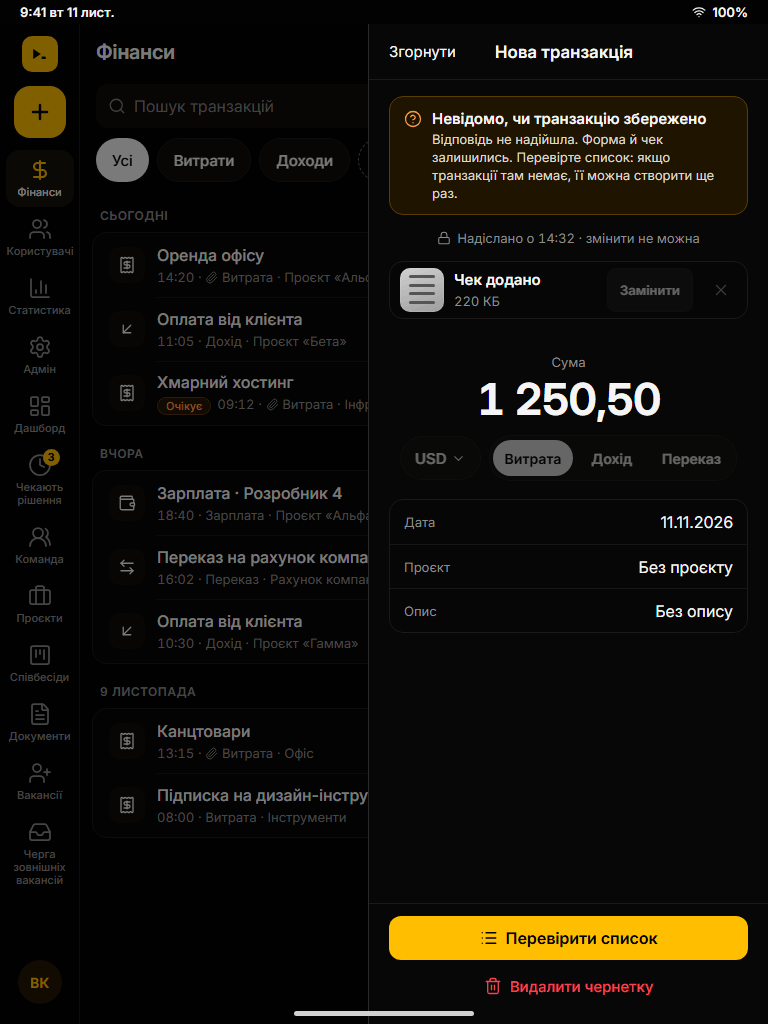 9:41 вт 11 лист.
100%
Фінанси
Користувачі
Статистика
Адмін
Дашборд
3
Чекають
рішення
Команда
Проєкти
Співбесіди
Документи
Вакансії
Черга
зовнішніх
вакансій
ВК
Фінанси
Пошук транзакцій
Усі
Витрати
Доходи
СЬОГОДНІ
Оренда офісу
14:20 · Витрата · Проєкт «Аль
Оплата від клієнта
11:05 · Дохід · Проєкт «Бета»
Хмарний хостинг
Очікує 09:12 · Витрата · Інфр
ВЧОРА
Зарплата · Розробник 4
18:40 · Зарплата · Проєкт «Альфа
Переказ на рахунок компа
16:02 · Переказ · Рахунок компан
Оплата від клієнта
10:30 · Дохід · Проєкт «Гамма»
9 ЛИСТОПАДА
Канцтовари
13:15 · Витрата · Офіс
Підписка на дизайн-інстру
08:00 · Витрата · Інструменти
Згорнути
Нова транзакція
Невідомо, чи транзакцію збережено
Відповідь не надійшла. Форма й чек
залишились. Перевірте список: якщо
транзакції там немає, її можна створити ще
раз.
Надіслано о 14:32 · змінити не можна
Чек додано
220 КБ
Замінити
Сума
1 250,50
USD
Витрата
Дохід
Переказ
Дата
11.11.2026
Проєкт
Без проєкту
Опис
Без опису
Перевірити список
Видалити чернетку